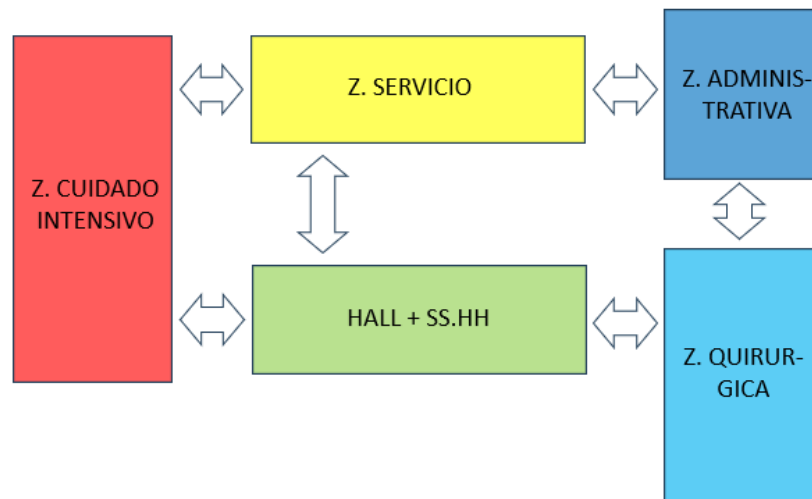 Z. SERVICIO
Z. ADMINIS-
TRATIVA
Z. CUIDADO
INTENSIVO
HALL + SS.HH
Z. QUIRUR-
GICA